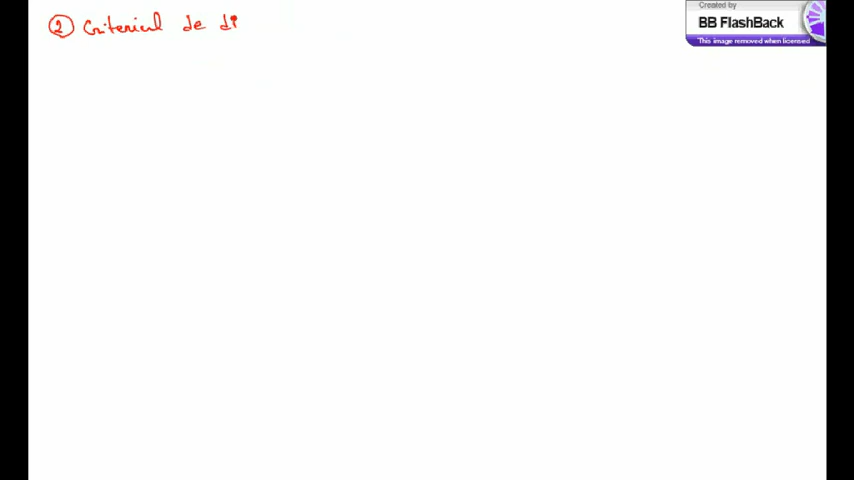 ② Criteriul de di
Created by
BB FlashBack
This image removed when licensed